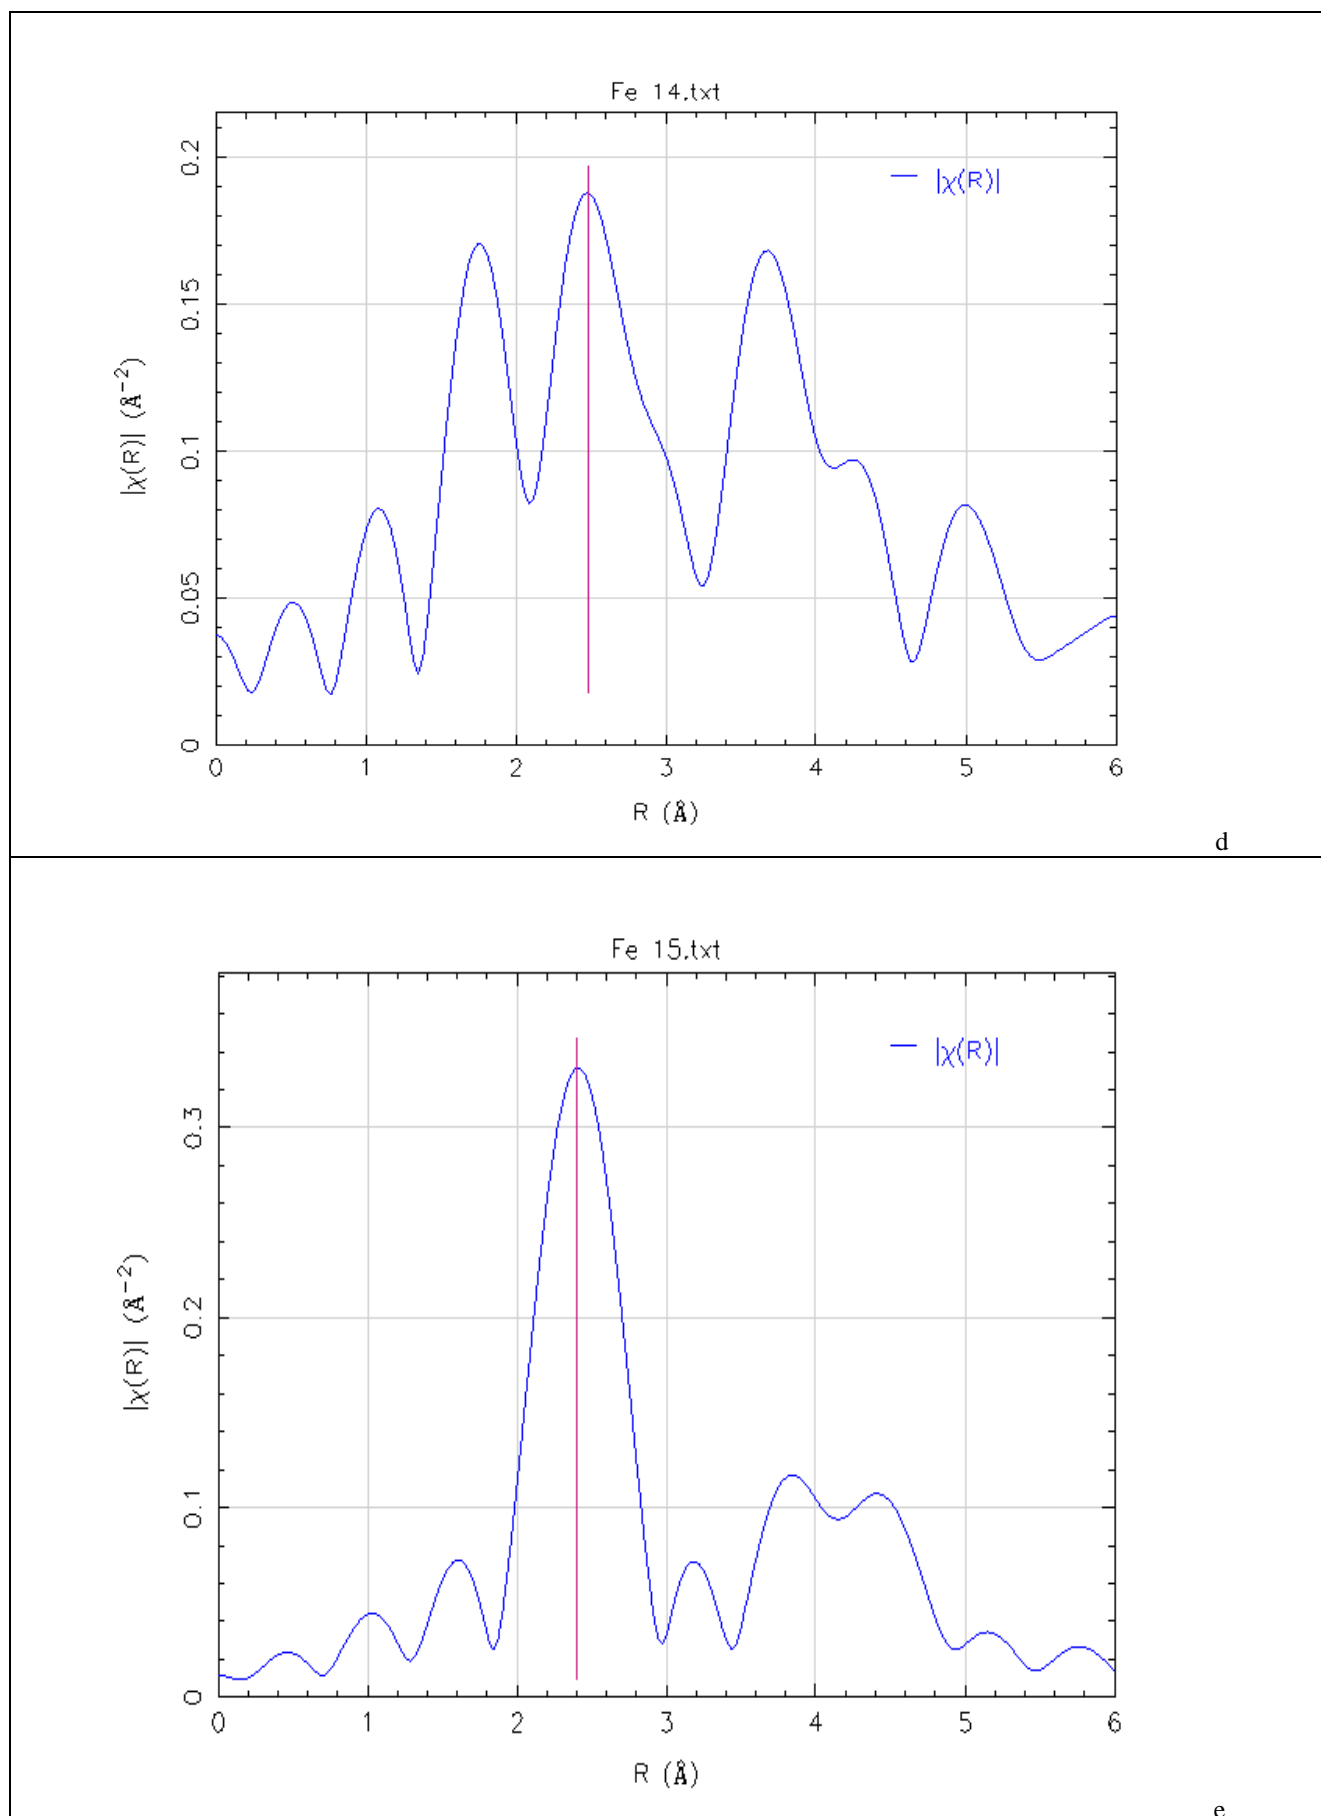 Fe 14.txt
|χ(R)|
0.2
0.15
0.1
0.05
0
|χ(R)| (Å⁻²)
0 1 2 3 4 5 6
R (Å)
d
Fe 15.txt
|χ(R)|
0.3
0.2
0.1
0
|χ(R)| (Å⁻²)
0 1 2 3 4 5 6
R (Å)
e